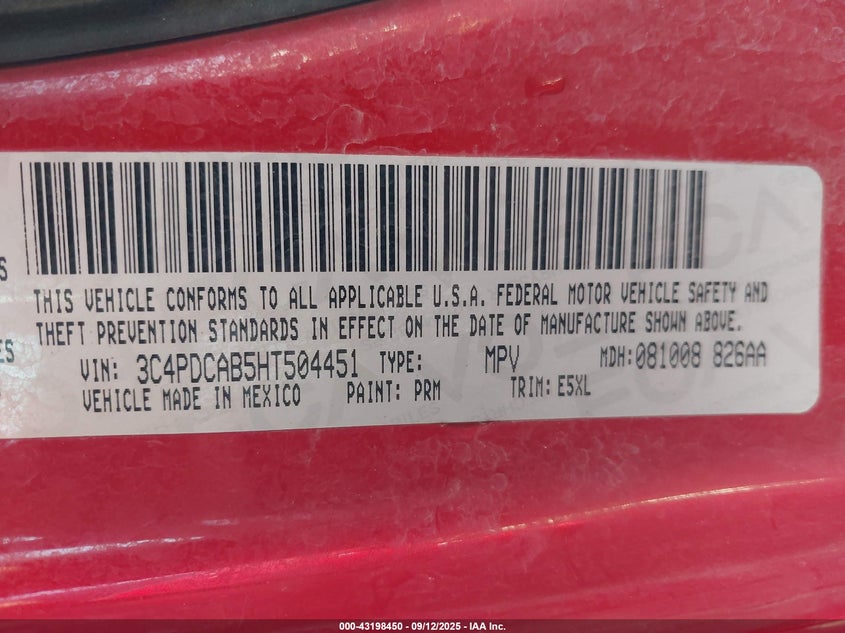 S
THIS VEHICLE CONFORMS TO ALL APPLICABLE U.S.A. FEDERAL MOTOR VEHICLE SAFETY AND
THEFT PREVENTION STANDARDS IN EFFECT ON THE DATE OF MANUFACTURE SHOWN ABOVE.
ES
VIN: 3C4PDCAB5HT504451 TYPE: MPV MDH:081008 826AA
VEHICLE MADE IN MEXICO PAINT: PRM TRIM: E5XL
000-43198450 - 09/12/2025 - IAA Inc.